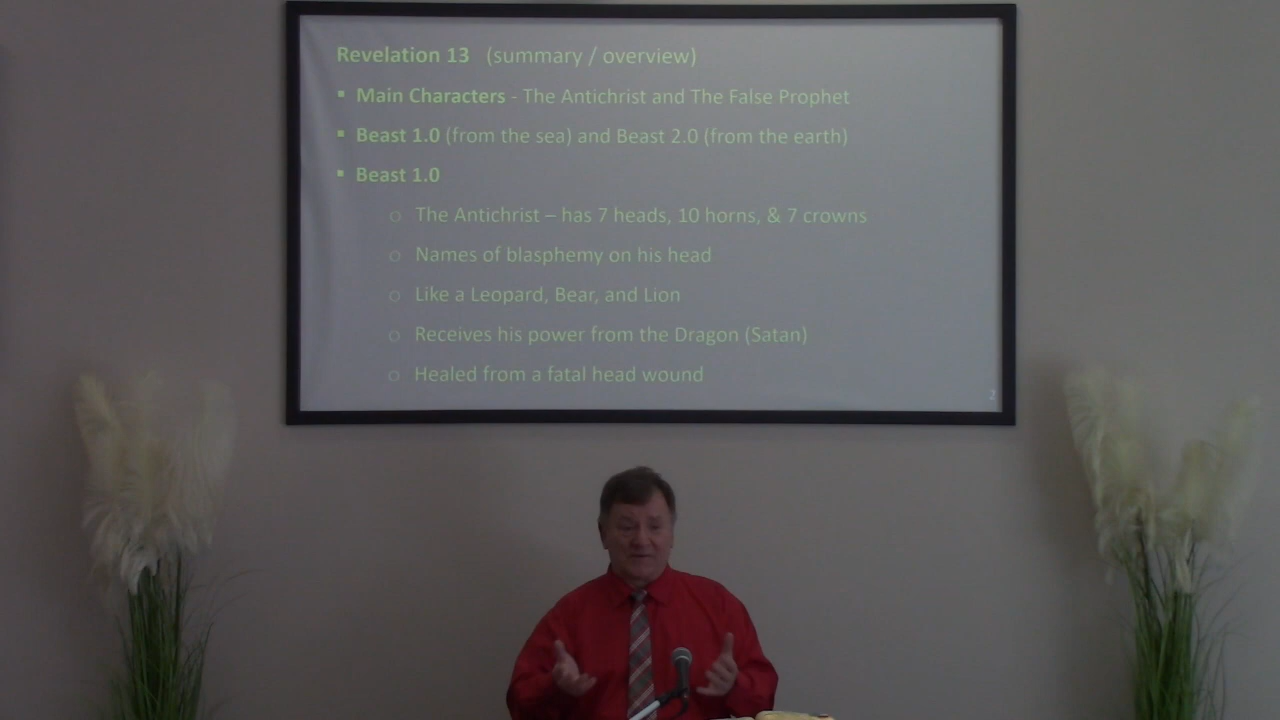 Revelation 13 (summary / overview)
▪ Main Characters - The Antichrist and The False Prophet
▪ Beast 1.0 (from the sea) and Beast 2.0 (from the earth)
▪ Beast 1.0
o The Antichrist – has 7 heads, 10 horns, & 7 crowns
o Names of blasphemy on his head
o Like a Leopard, Bear, and Lion
o Receives his power from the Dragon (Satan)
o Healed from a fatal head wound
2